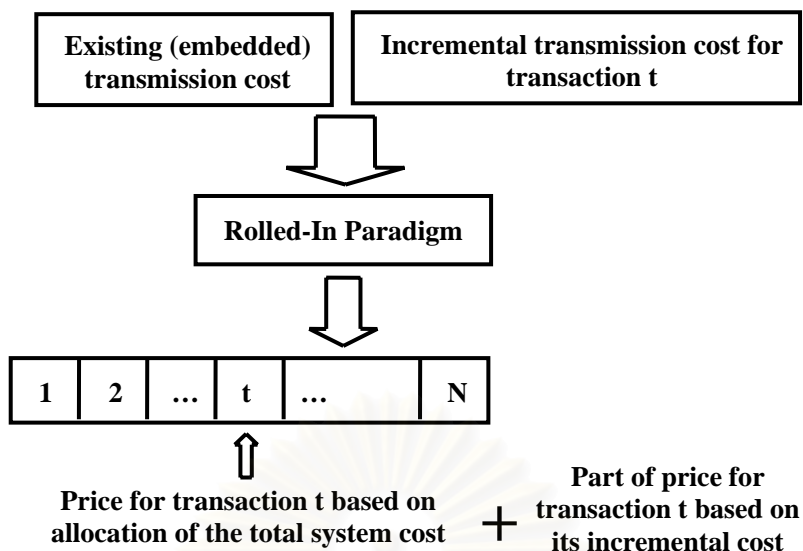 Existing (embedded)
transmission cost
Incremental transmission cost for
transaction t
Rolled-In Paradigm
1 2 ... t ... N
Price for transaction t based on
allocation of the total system cost
+
Part of price for
transaction t based on
its incremental cost